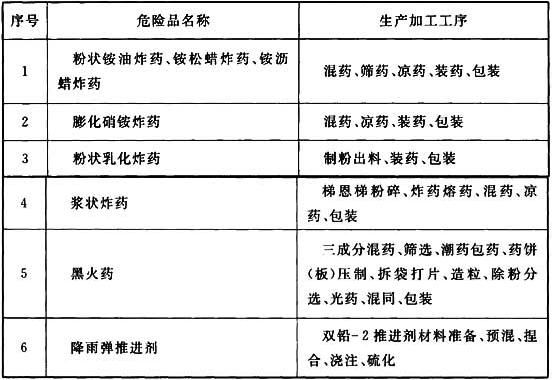 序号 危险品名称 生产加工工序
1 粉状铵油炸药、铵松蜡炸药、铵沥蜡炸药 混药、筛药、凉药、装药、包装
2 膨化硝铵炸药 混药、凉药、装药、包装
3 粉状乳化炸药 制粉出料、装药、包装
4 浆状炸药 梯恩梯粉碎、炸药熔药、混药、凉药、包装
5 黑火药 三成分混药、筛选、潮药包药、药饼(板)压制、拆袋打片、造粒、除粉分选、光药、混同、包装
6 降雨弹推进剂 双铅-2推进剂材料准备、预混、捏合、浇注、硫化